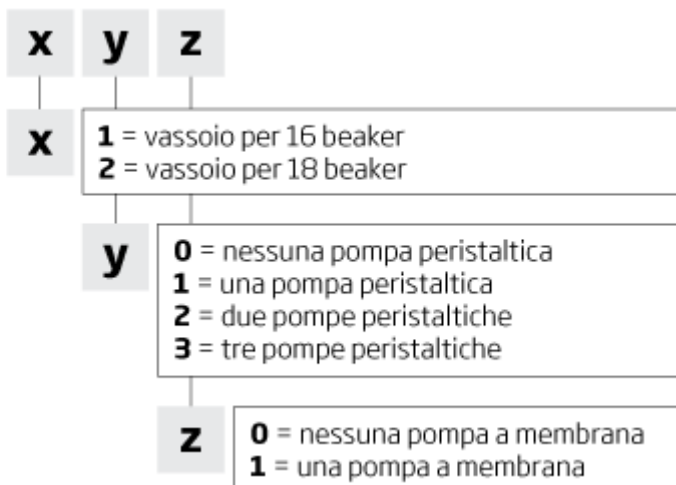 x y z
x
1 = vassoio per 16 beaker
2 = vassoio per 18 beaker
y
0 = nessuna pompa peristaltica
1 = una pompa peristaltica
2 = due pompe peristaltiche
3 = tre pompe peristaltiche
z
0 = nessuna pompa a membrana
1 = una pompa a membrana